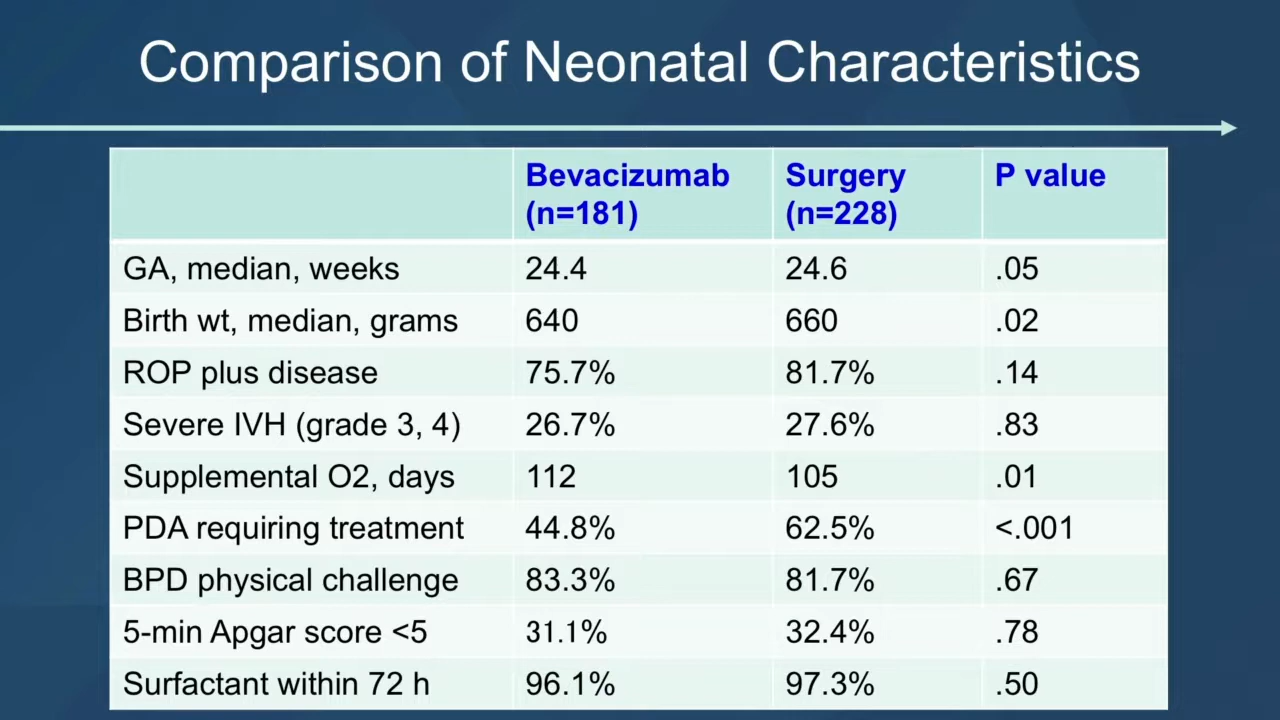 Comparison of Neonatal Characteristics
Bevacizumab (n=181) Surgery (n=228) P value
GA, median, weeks 24.4 24.6 .05
Birth wt, median, grams 640 660 .02
ROP plus disease 75.7% 81.7% .14
Severe IVH (grade 3, 4) 26.7% 27.6% .83
Supplemental O2, days 112 105 .01
PDA requiring treatment 44.8% 62.5% <.001
BPD physical challenge 83.3% 81.7% .67
5-min Apgar score <5 31.1% 32.4% .78
Surfactant within 72 h 96.1% 97.3% .50